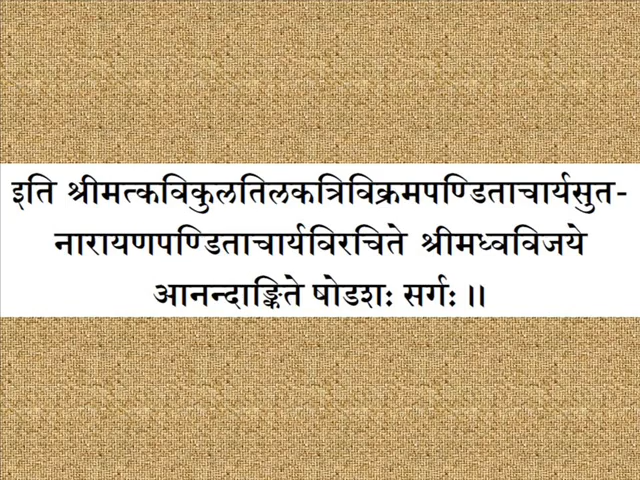 इति श्रीमत्कविकुलतिलकत्रिविक्रमपण्डिताचार्यसुत-
नारायणपण्डिताचार्यविरचिते श्रीमध्वविजये
आनन्दाङ्किते षोडशः सर्गः ॥